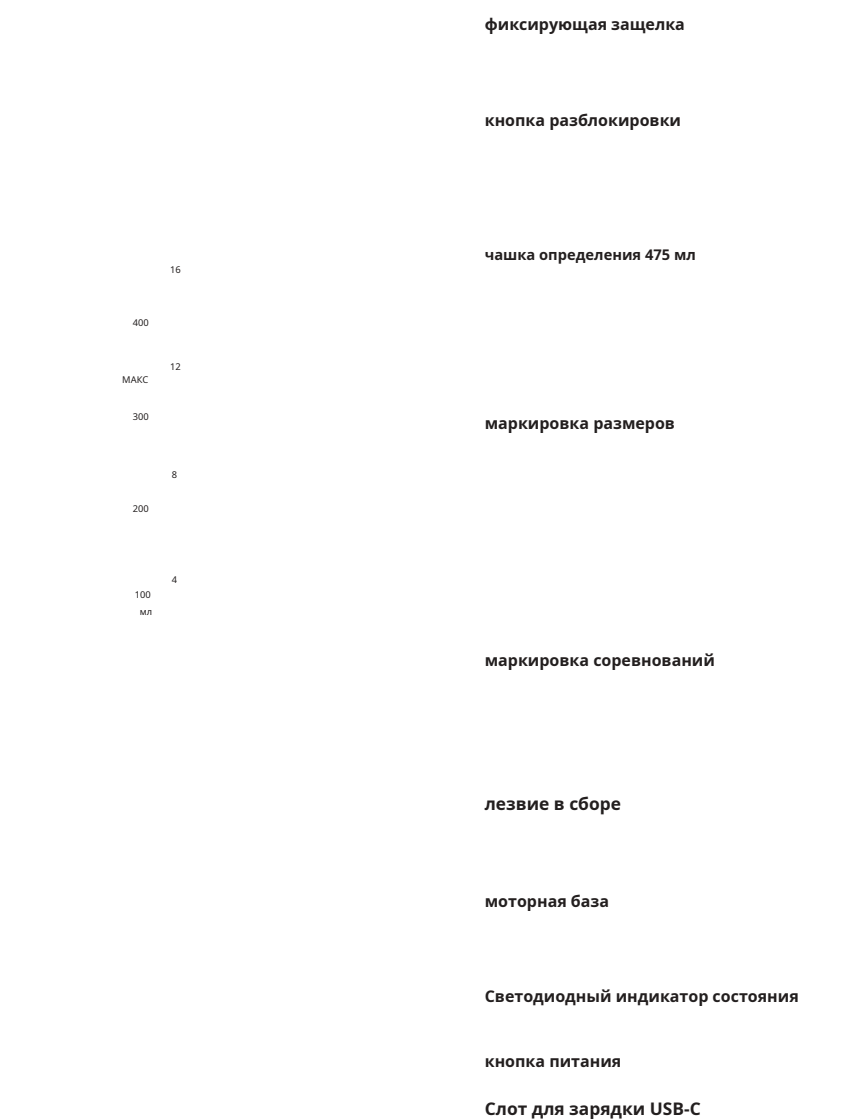 фиксирующая защелка
кнопка разблокировки
чашка определения 475 мл
16
400
12
МАКС
300
маркировка размеров
8
200
4
100
мл
маркировка соревнований
лезвие в сборе
моторная база
Светодиодный индикатор состояния
кнопка питания
Слот для зарядки USB-C